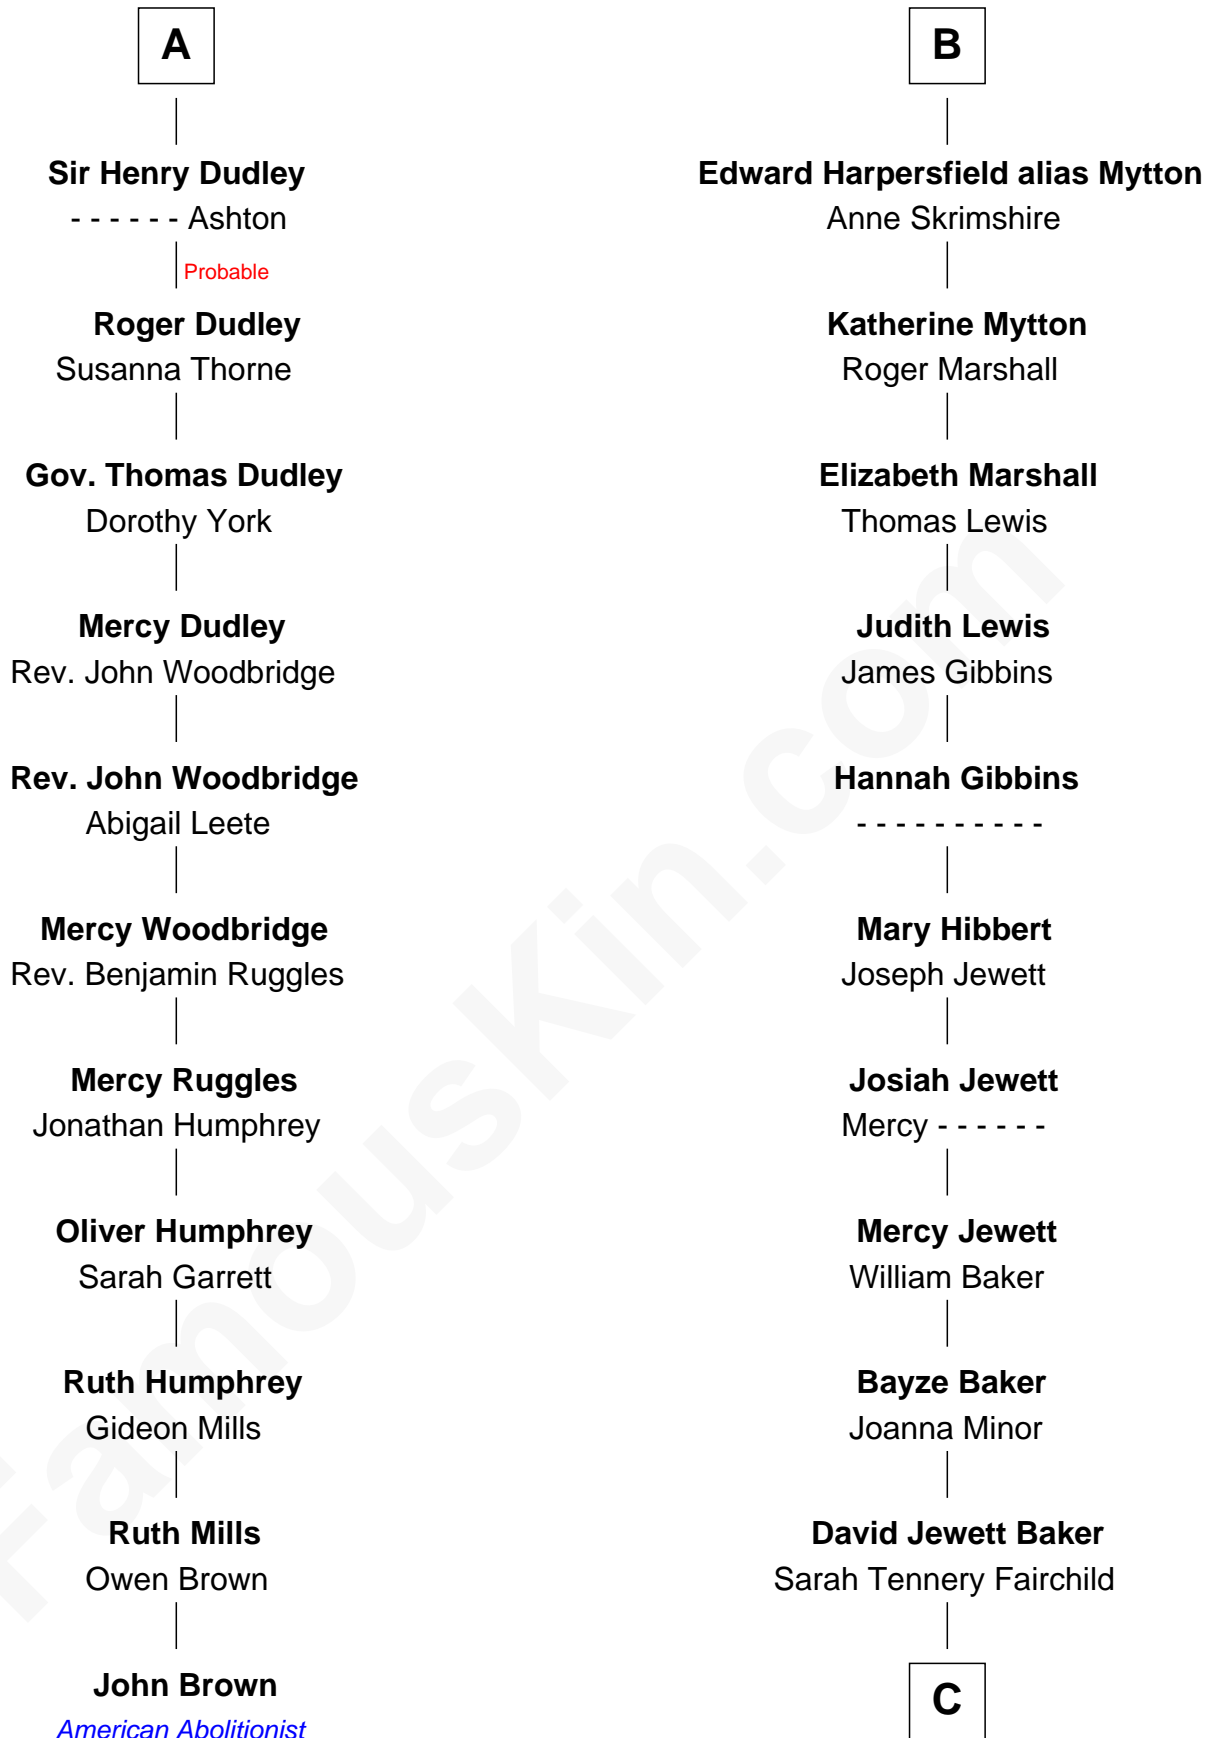 A
Sir Henry Dudley
- - - - - - Ashton
Probable
Roger Dudley
Susanna Thorne
Gov. Thomas Dudley
Dorothy York
Mercy Dudley
Rev. John Woodbridge
Rev. John Woodbridge
Abigail Leete
Mercy Woodbridge
Rev. Benjamin Ruggles
Mercy Ruggles
Jonathan Humphrey
Oliver Humphrey
Sarah Garrett
Ruth Humphrey
Gideon Mills
Ruth Mills
Owen Brown
John Brown
American Abolitionist
B
Edward Harpersfield alias Mytton
Anne Skrimshire
Katherine Mytton
Roger Marshall
Elizabeth Marshall
Thomas Lewis
Judith Lewis
James Gibbins
Hannah Gibbins
- - - - - - - - - -
Mary Hibbert
Joseph Jewett
Josiah Jewett
Mercy - - - - - -
Mercy Jewett
William Baker
Bayze Baker
Joanna Minor
David Jewett Baker
Sarah Tennery Fairchild
C
FamousKin.com